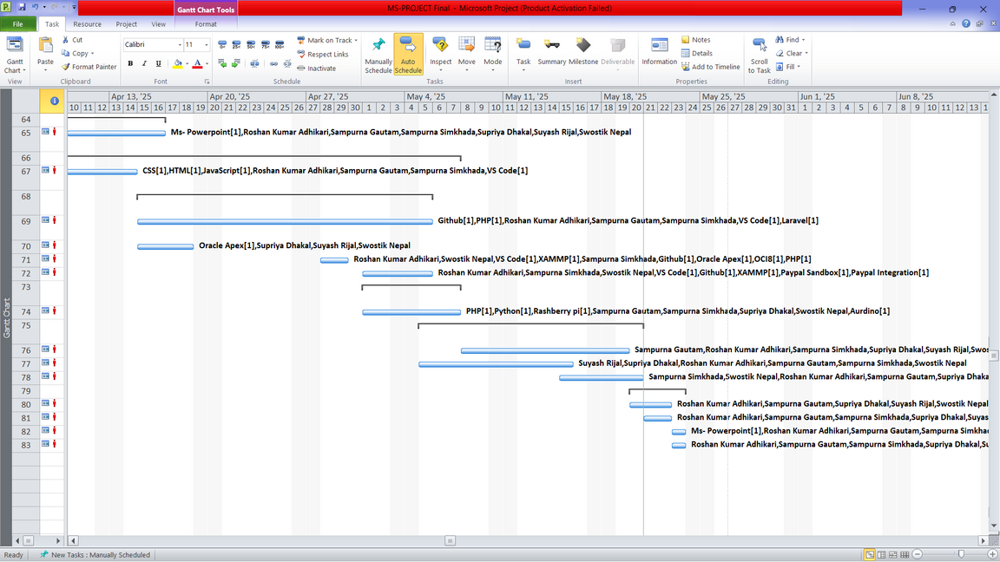 Gantt Chart Tools
MS-PROJECT Final - Microsoft Project (Product Activation Failed)
File Task Resource Project View Format
Gantt Chart
View
Paste
Cut
Copy
Format Painter
Clipboard
Calibri 11
B I U A
Font
0% 25% 50% 75% 100%
Mark on Track
Respect Links
Inactivate
Schedule
Manually Schedule
Auto Schedule
Inspect Move Mode
Tasks
Task Summary Milestone Deliverable
Insert
Information
Notes
Details
Add to Timeline
Properties
Scroll to Task
Find
Clear
Fill
Editing
Apr 13, '25 Apr 20, '25 Apr 27, '25 May 4, '25 May 11, '25 May 18, '25 May 25, '25 Jun 1, '25 Jun 8, '25
10 11 12 13 14 15 16 17 18 19 20 21 22 23 24 25 26 27 28 29 30 1 2 3 4 5 6 7 8 9 10 11 12 13 14 15 16 17 18 19 20 21 22 23 24 25 26 27 28 29 30 31 1 2 3 4 5 6 7 8 9 10 11 12 13 1
64
65 Ms- Powerpoint[1],Roshan Kumar Adhikari,Sampurna Gautam,Sampurna Simkhada,Supriya Dhakal,Suyash Rijal,Swostik Nepal
66
67 CSS[1],HTML[1],JavaScript[1],Roshan Kumar Adhikari,Sampurna Gautam,Sampurna Simkhada,VS Code[1]
68
69 Github[1],PHP[1],Roshan Kumar Adhikari,Sampurna Gautam,Sampurna Simkhada,VS Code[1],Laravel[1]
70 Oracle Apex[1],Supriya Dhakal,Suyash Rijal,Swostik Nepal
71 Roshan Kumar Adhikari,Swostik Nepal,VS Code[1],XAMMP[1],Sampurna Simkhada,Github[1],Oracle Apex[1],OCI8[1],PHP[1]
72 Roshan Kumar Adhikari,Sampurna Simkhada,Swostik Nepal,VS Code[1],Github[1],XAMMP[1],Paypal Sandbox[1],Paypal Integration[1]
73
74 PHP[1],Python[1],Rashberry pi[1],Sampurna Gautam,Sampurna Simkhada,Supriya Dhakal,Swostik Nepal,Aurdino[1]
75
76 Sampurna Gautam,Roshan Kumar Adhikari,Sampurna Simkhada,Supriya Dhakal,Suyash Rijal,Swos
77 Suyash Rijal,Supriya Dhakal,Roshan Kumar Adhikari,Sampurna Gautam,Sampurna Simkhada,Swostik Nepal
78 Sampurna Simkhada,Swostik Nepal,Roshan Kumar Adhikari,Sampurna Gautam,Supriya Dhaka
79
80 Roshan Kumar Adhikari,Sampurna Gautam,Supriya Dhakal,Suyash Rijal,Swostik Nepal
81 Roshan Kumar Adhikari,Sampurna Gautam,Sampurna Simkhada,Supriya Dhakal,Suyas
82 Ms- Powerpoint[1],Roshan Kumar Adhikari,Sampurna Gautam,Sampurna Simkha
83 Roshan Kumar Adhikari,Sampurna Gautam,Sampurna Simkhada,Supriya Dhakal,Su
Gantt Chart
Ready New Tasks : Manually Scheduled